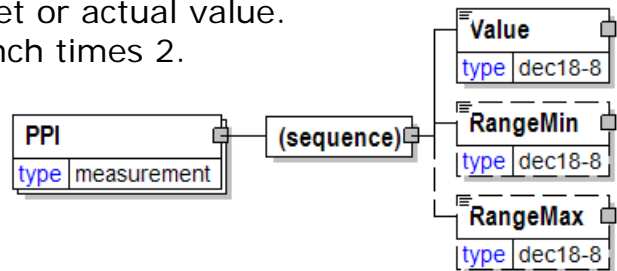 et or actual value.
nch times 2.
PPI
type measurement
(sequence)
Value
type dec18-8
RangeMin
type dec18-8
RangeMax
type dec18-8